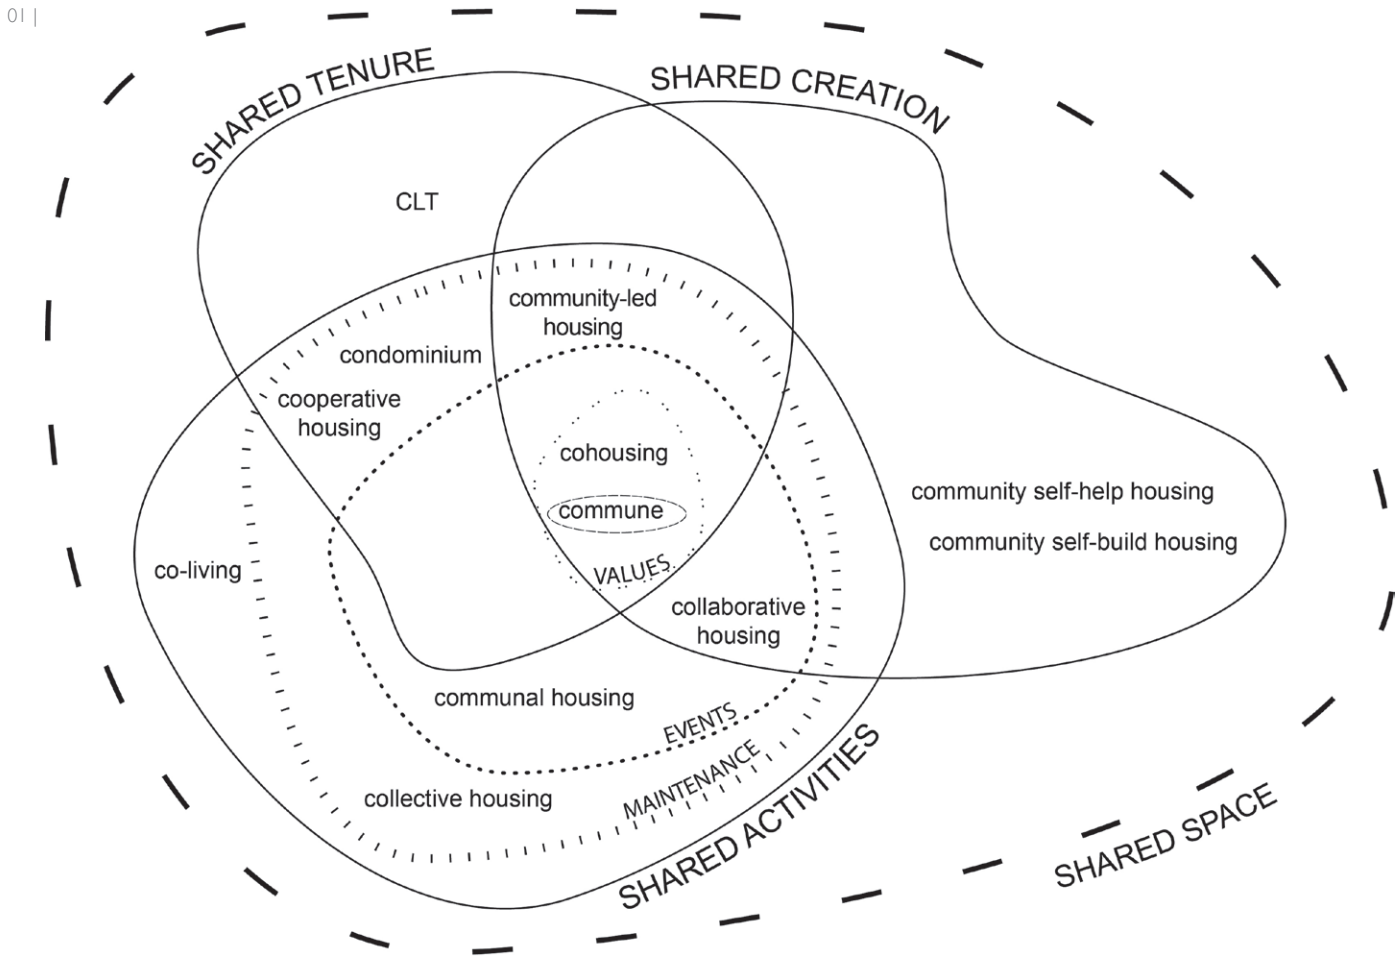 01 |
SHARED TENURE
SHARED CREATION
CLT
community-led
housing
condominium
cooperative
housing
cohousing
commune
VALUES
community self-help housing
community self-build housing
co-living
collaborative
housing
communal housing
EVENTS
MAINTENANCE
collective housing
SHARED ACTIVITIES
SHARED SPACE